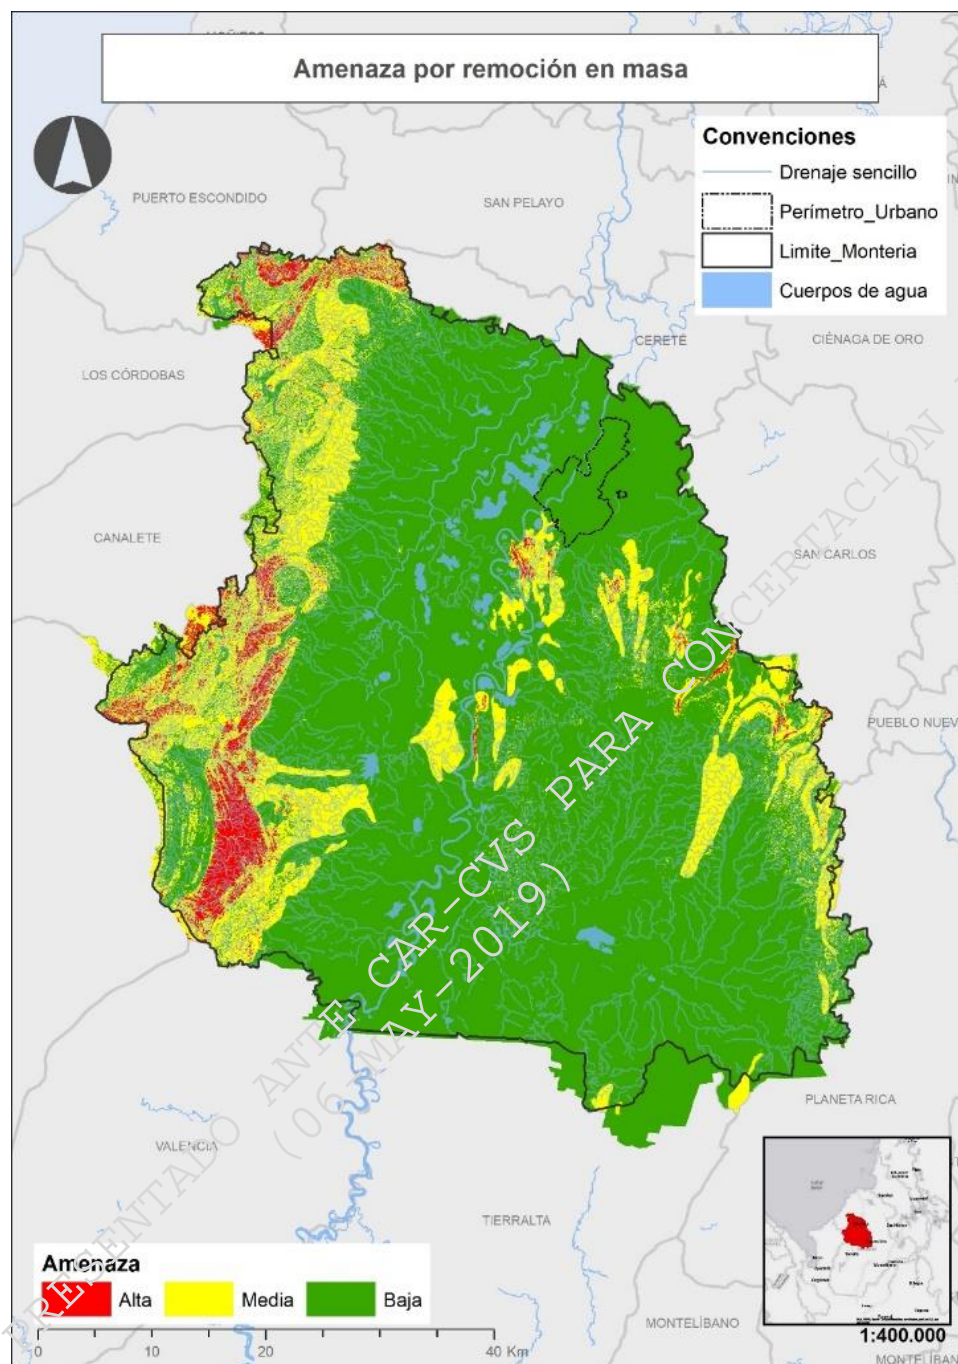 Amenaza por remoción en masa
Convenciones
Drenaje sencillo
Perímetro_Urbano
Limite_Monteria
Cuerpos de agua
PUERTO ESCONDIDO
SAN PELAYO
CERETÉ
CIÉNAGA DE ORO
LOS CÓRDOBAS
CANALETE
SAN CARLOS
PUEBLO NUEV
PLANETA RICA
VALENCIA
TIERRALTA
MONTELÍBANO
MONTELÍBAN
PRESENTADO ANTE CAR-CVS PARA CONCERTACIÓN
(06-MAY-2019)
Amenaza
Alta
Media
Baja
0 10 20 40 Km
1:400.000